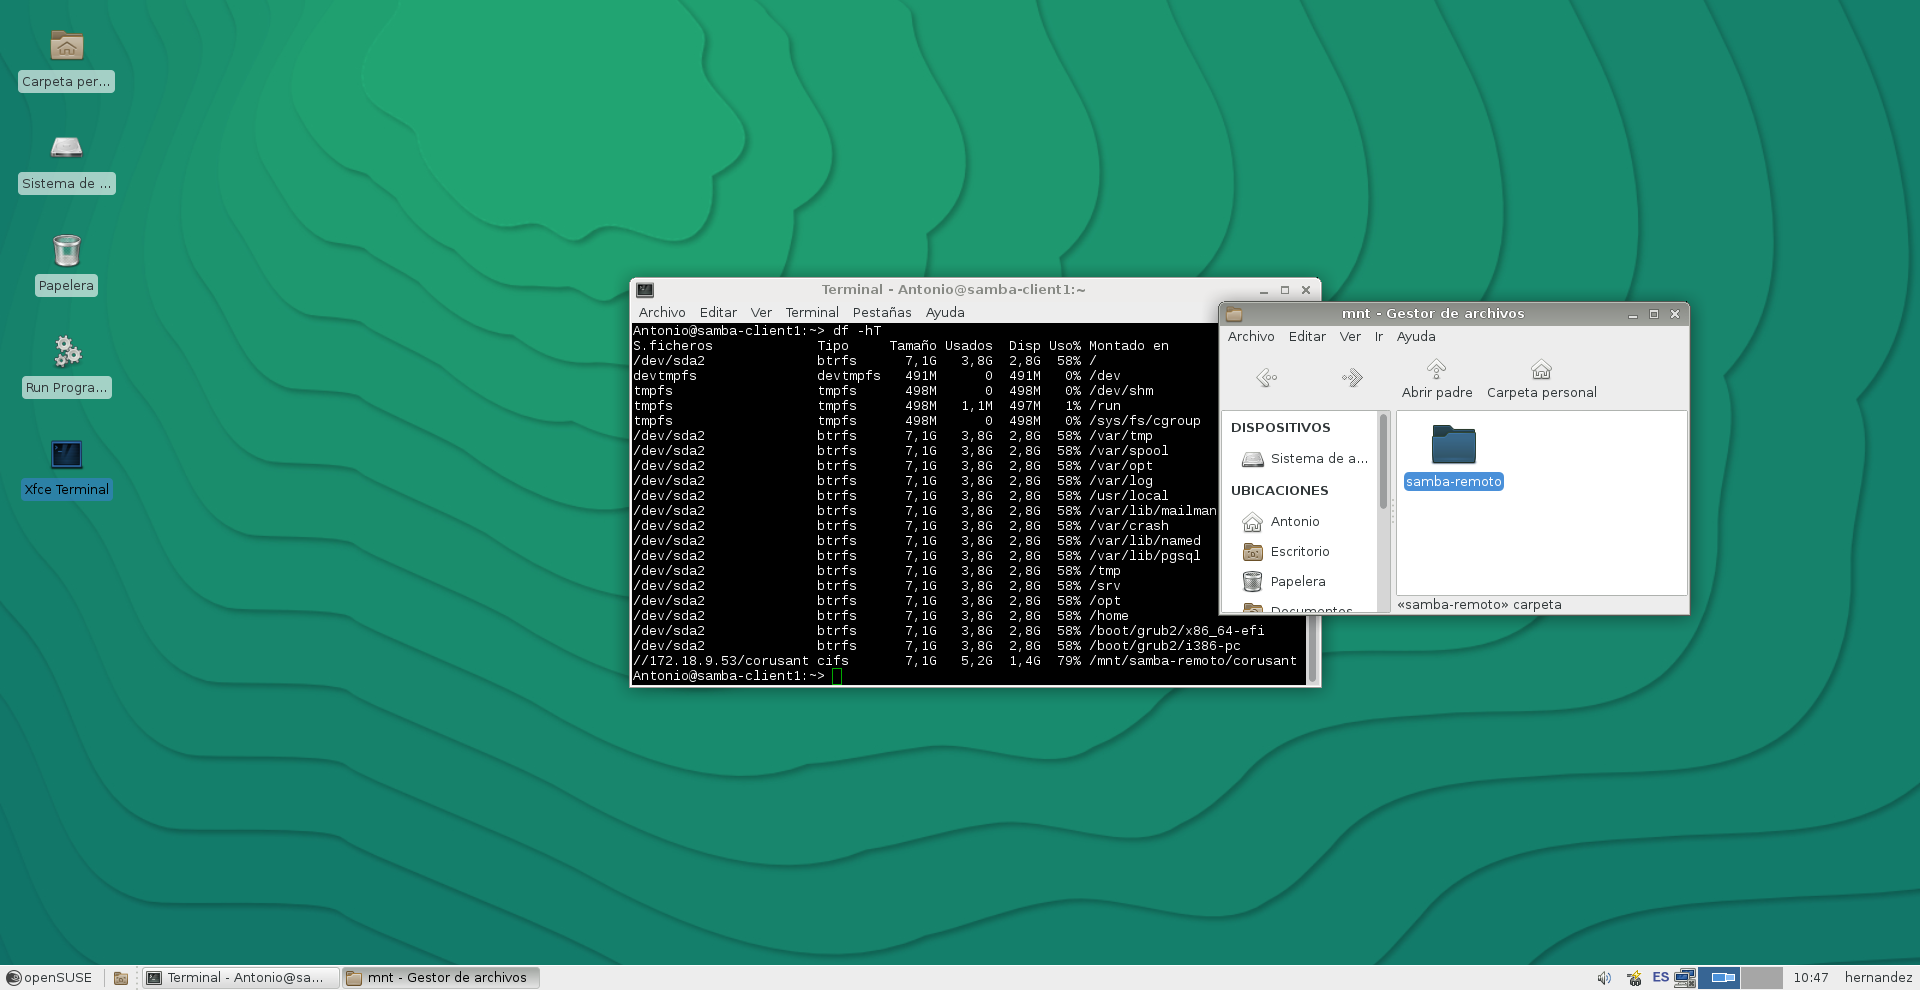 Carpeta per...
Sistema de ...
Papelera
Run Progra...
Xfce Terminal
Terminal - Antonio@samba-client1:~
Archivo Editar Ver Terminal Pestañas Ayuda
Antonio@samba-client1:~> df -hT
S.ficheros Tipo Tamaño Usados Disp Uso% Montado en
/dev/sda2 btrfs 7,1G 3,8G 2,8G 58% /
devtmpfs devtmpfs 491M 0 491M 0% /dev
tmpfs tmpfs 498M 0 498M 0% /dev/shm
tmpfs tmpfs 498M 1,1M 497M 1% /run
tmpfs tmpfs 498M 0 498M 0% /sys/fs/cgroup
/dev/sda2 btrfs 7,1G 3,8G 2,8G 58% /var/tmp
/dev/sda2 btrfs 7,1G 3,8G 2,8G 58% /var/spool
/dev/sda2 btrfs 7,1G 3,8G 2,8G 58% /var/opt
/dev/sda2 btrfs 7,1G 3,8G 2,8G 58% /var/log
/dev/sda2 btrfs 7,1G 3,8G 2,8G 58% /usr/local
/dev/sda2 btrfs 7,1G 3,8G 2,8G 58% /var/lib/mailman
/dev/sda2 btrfs 7,1G 3,8G 2,8G 58% /var/crash
/dev/sda2 btrfs 7,1G 3,8G 2,8G 58% /var/lib/named
/dev/sda2 btrfs 7,1G 3,8G 2,8G 58% /var/lib/pgsql
/dev/sda2 btrfs 7,1G 3,8G 2,8G 58% /tmp
/dev/sda2 btrfs 7,1G 3,8G 2,8G 58% /srv
/dev/sda2 btrfs 7,1G 3,8G 2,8G 58% /opt
/dev/sda2 btrfs 7,1G 3,8G 2,8G 58% /home
/dev/sda2 btrfs 7,1G 3,8G 2,8G 58% /boot/grub2/x86_64-efi
/dev/sda2 btrfs 7,1G 3,8G 2,8G 58% /boot/grub2/i386-pc
//172.18.9.53/corusant cifs 7,1G 5,2G 1,4G 79% /mnt/samba-remoto/corusant
Antonio@samba-client1:~>
mnt - Gestor de archivos
Archivo Editar Ver Ir Ayuda
Abrir padre Carpeta personal
DISPOSITIVOS
Sistema de a...
UBICACIONES
Antonio
Escritorio
Papelera
Documentos
samba-remoto
«samba-remoto» carpeta
openSUSE Terminal - Antonio@sa... mnt - Gestor de archivos ES 10:47 hernandez